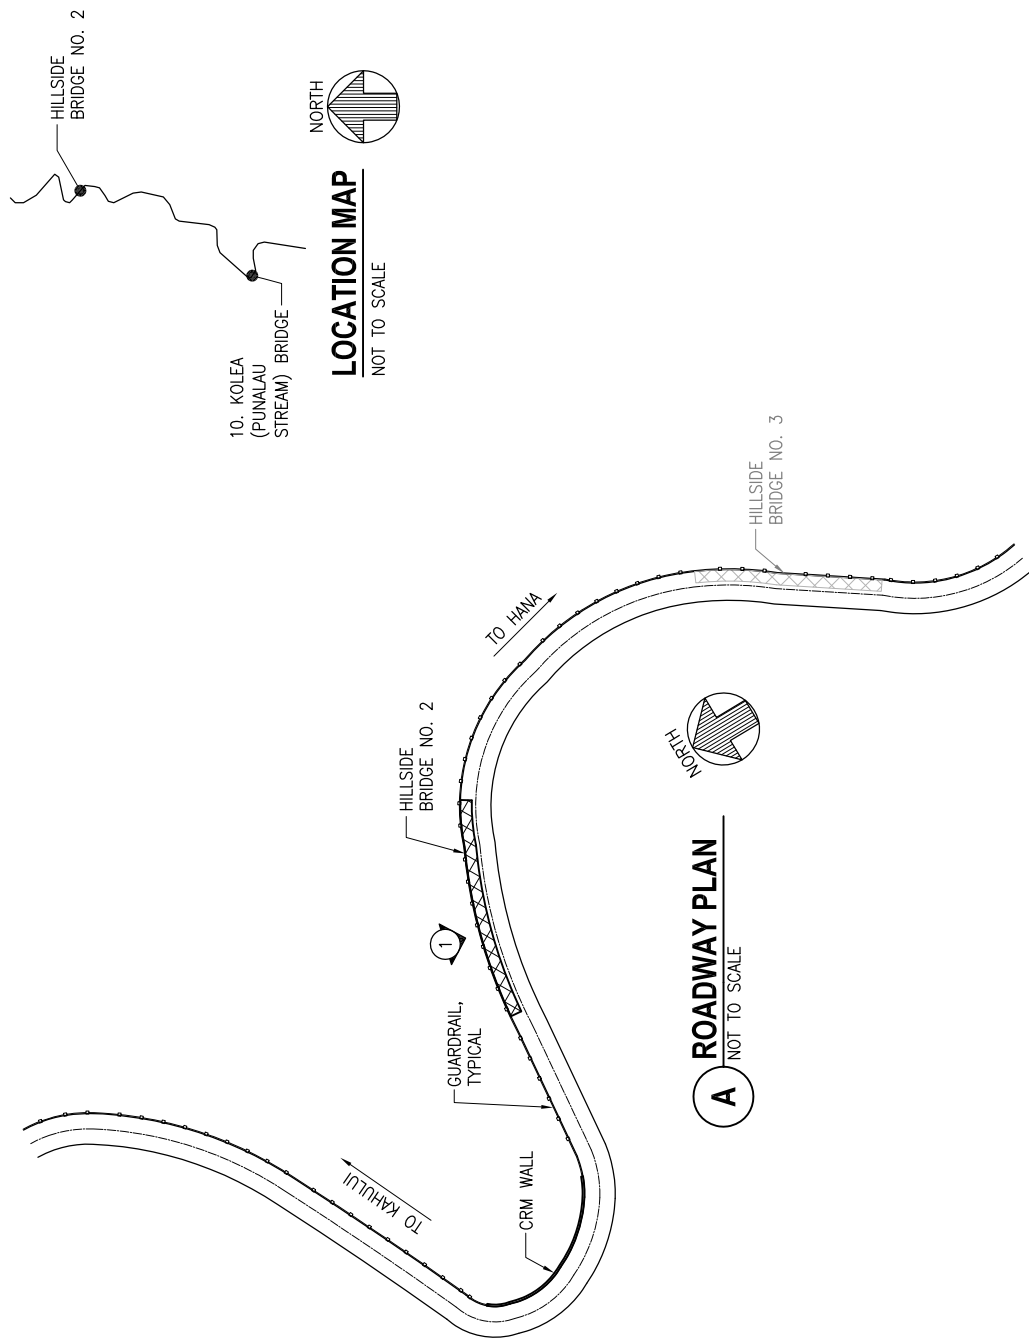 HILLSIDE
BRIDGE NO. 2
10. KOLEA
(PUNALAU
STREAM) BRIDGE
NORTH
LOCATION MAP
NOT TO SCALE
TO KAHULUI
CRM WALL
GUARDRAIL,
TYPICAL
1
HILLSIDE
BRIDGE NO. 2
TO HANA
HILLSIDE
BRIDGE NO. 3
NORTH
A
ROADWAY PLAN
NOT TO SCALE